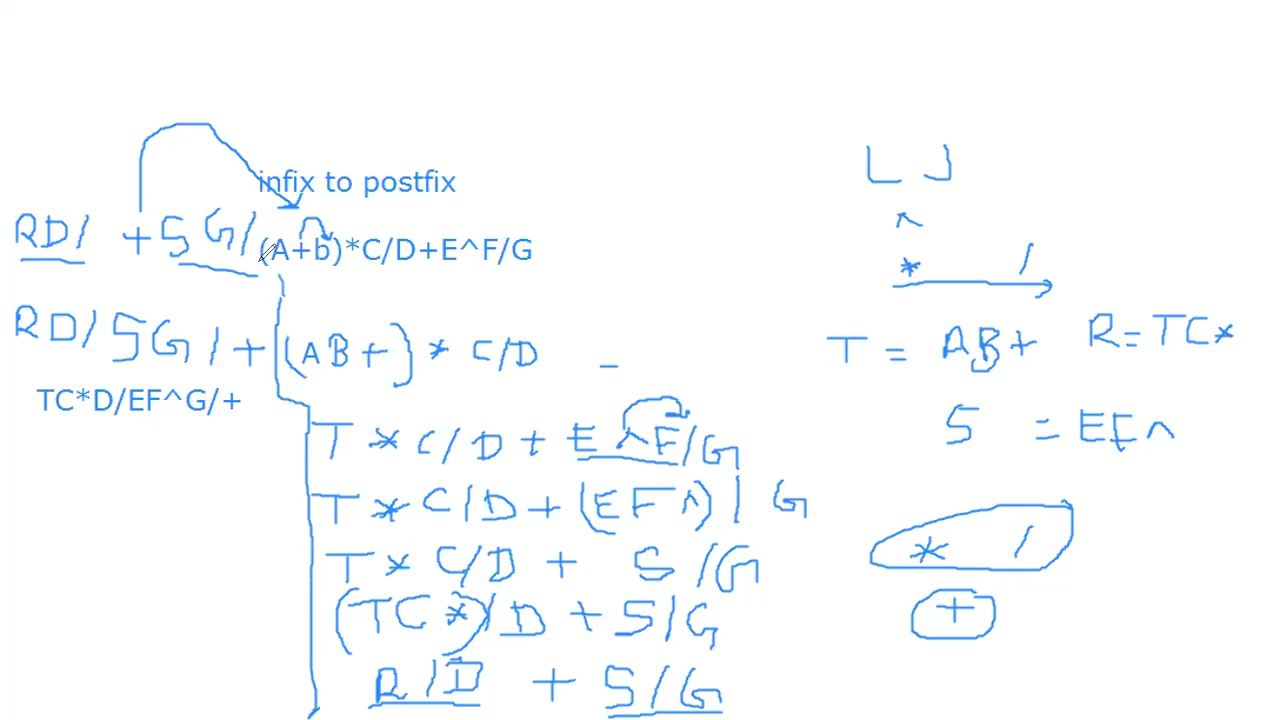 infix to postfix
RD/ + SG/
(A+b)*C/D+E^F/G
RD/SG/+
(AB+)* C/D
TC*D/EF^G/+
T * C/D + E^F/G
T * C/D + (EF^)/G
T * C/D + S/G
(TC*)/D + S/G
R/D + S/G
[ ]
^
* /
T = AB+
R=TC*
S = EF^
* /
+